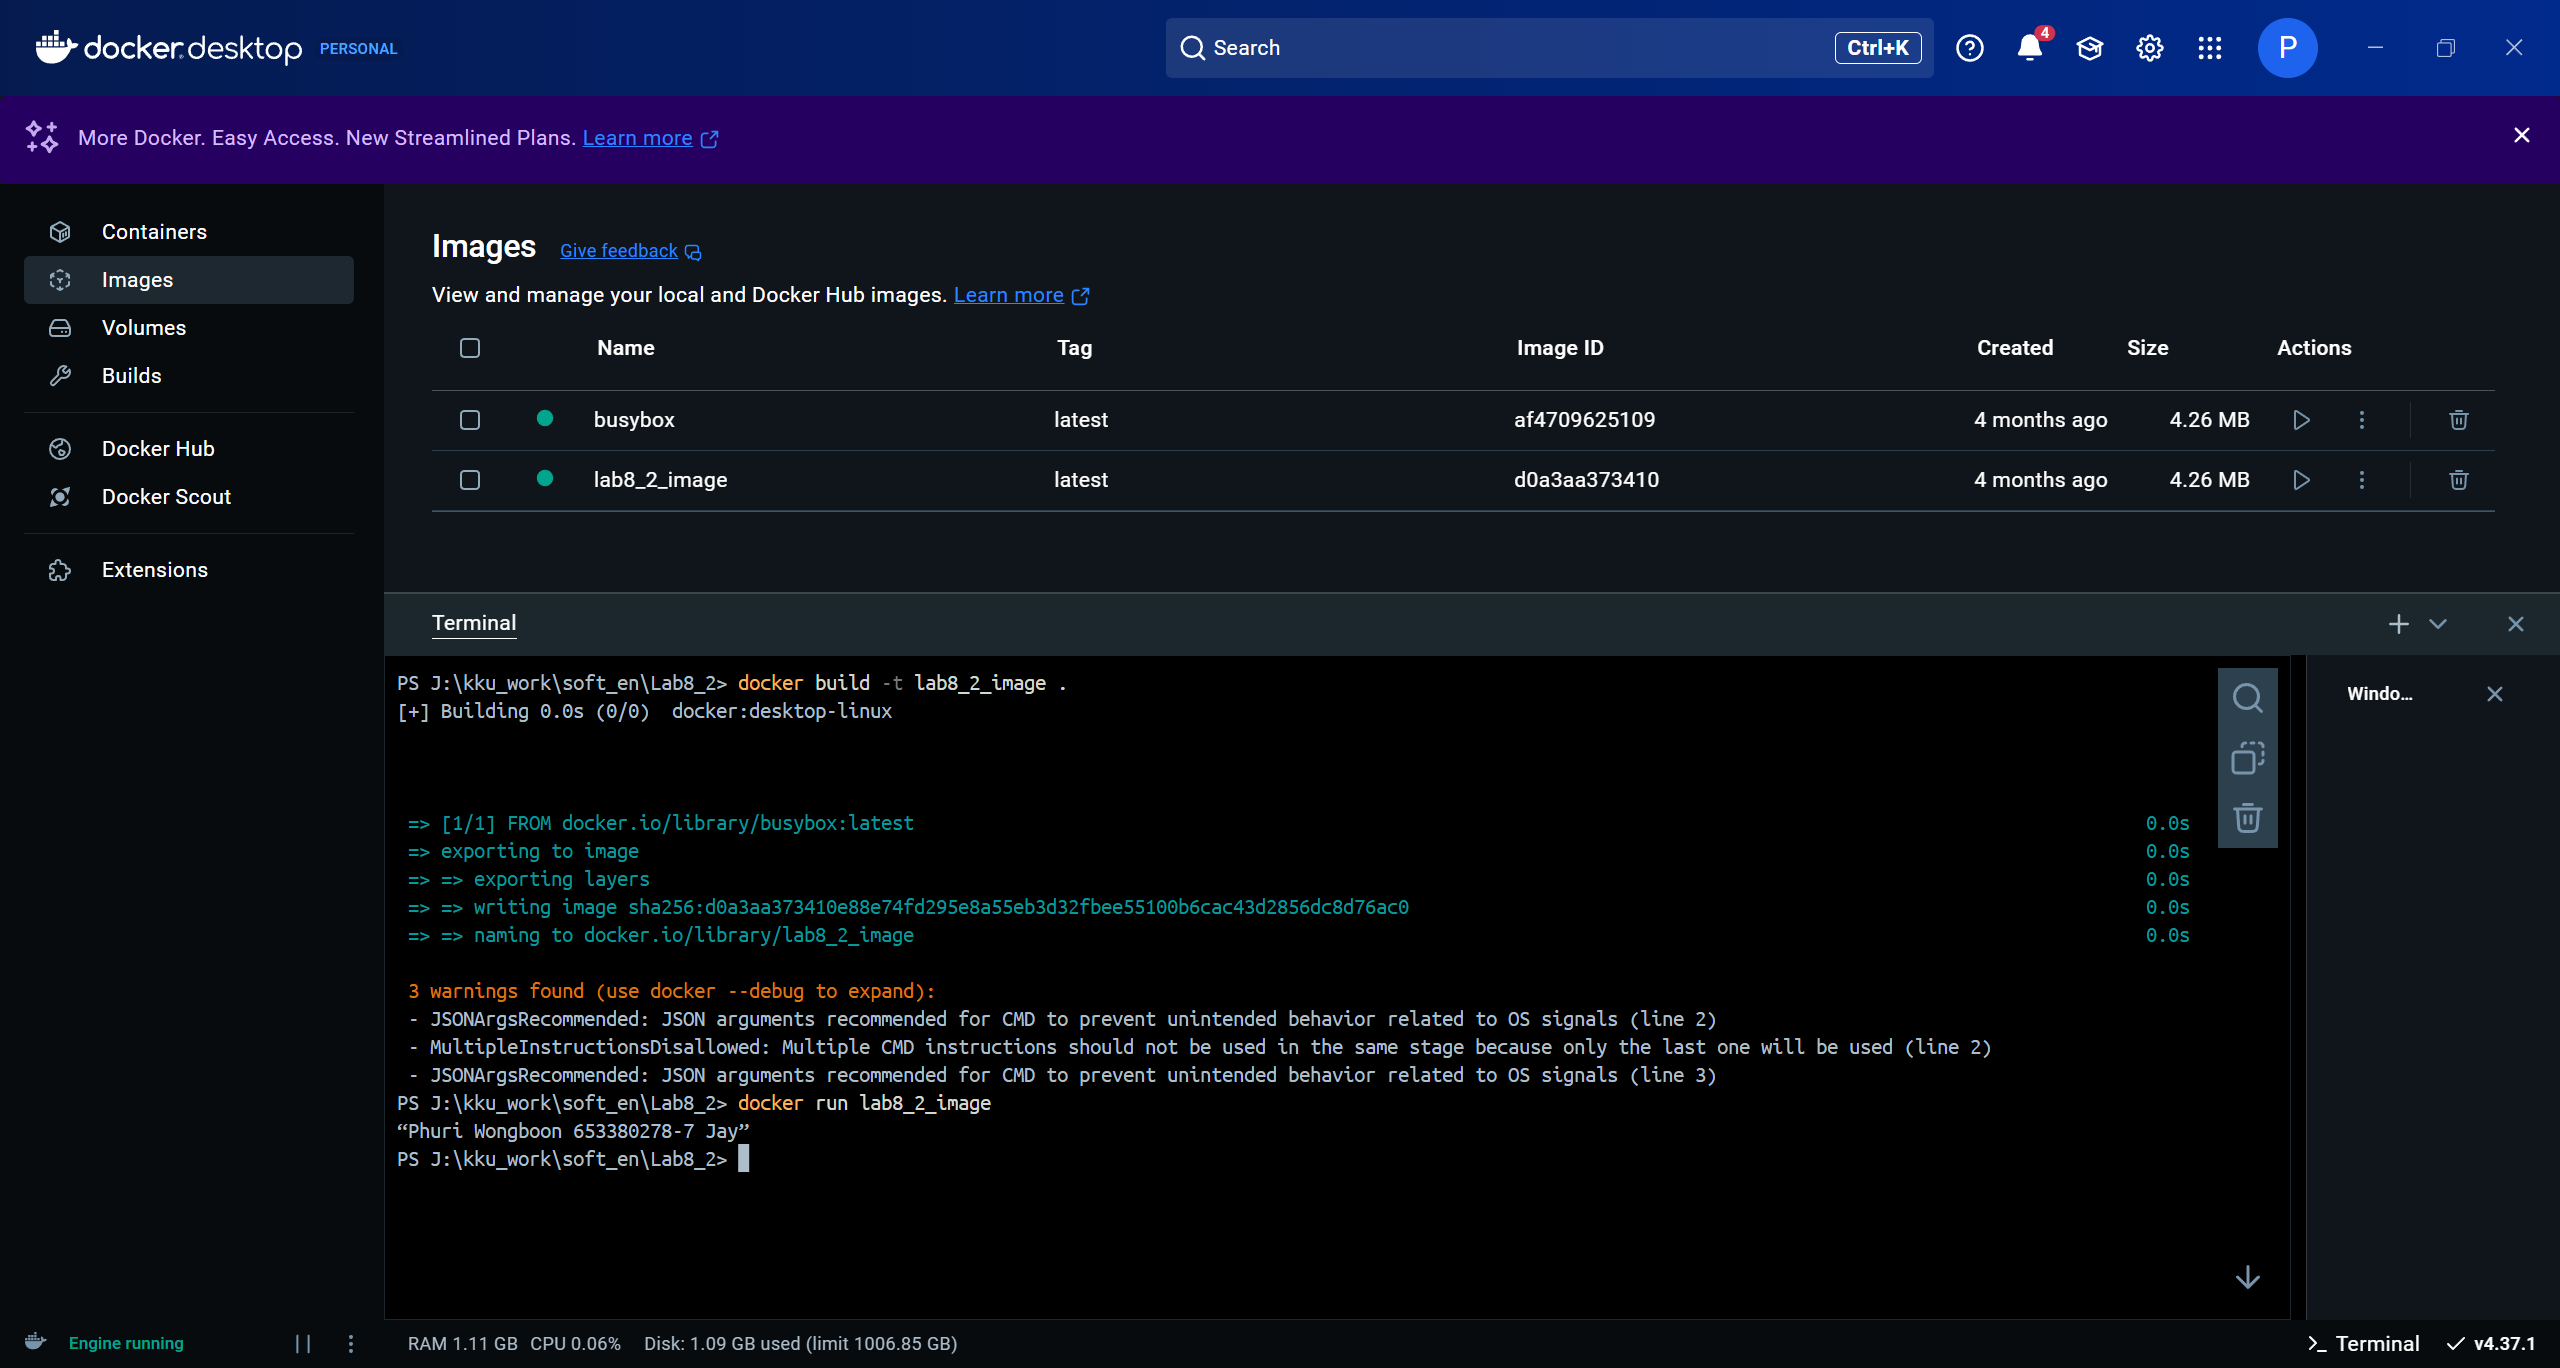 docker.desktop PERSONAL
Search
Ctrl+K
4
P
More Docker. Easy Access. New Streamlined Plans. Learn more
Containers
Images
Volumes
Builds
Docker Hub
Docker Scout
Extensions
Images Give feedback
View and manage your local and Docker Hub images. Learn more
Name Tag Image ID Created Size Actions
busybox latest af4709625109 4 months ago 4.26 MB
lab8_2_image latest d0a3aa373410 4 months ago 4.26 MB
Terminal
PS J:\kku_work\soft_en\Lab8_2> docker build -t lab8_2_image .
[+] Building 0.0s (0/0)  docker:desktop-linux
=> [1/1] FROM docker.io/library/busybox:latest 0.0s
=> exporting to image 0.0s
=> => exporting layers 0.0s
=> => writing image sha256:d0a3aa373410e88e74fd295e8a55eb3d32fbee55100b6cac43d2856dc8d76ac0 0.0s
=> => naming to docker.io/library/lab8_2_image 0.0s
3 warnings found (use docker --debug to expand):
- JSONArgsRecommended: JSON arguments recommended for CMD to prevent unintended behavior related to OS signals (line 2)
- MultipleInstructionsDisallowed: Multiple CMD instructions should not be used in the same stage because only the last one will be used (line 2)
- JSONArgsRecommended: JSON arguments recommended for CMD to prevent unintended behavior related to OS signals (line 3)
PS J:\kku_work\soft_en\Lab8_2> docker run lab8_2_image
“Phuri Wongboon 653380278-7 Jay”
PS J:\kku_work\soft_en\Lab8_2>
Windo...
Engine running
RAM 1.11 GB CPU 0.06% Disk: 1.09 GB used (limit 1006.85 GB)
>_ Terminal
v4.37.1